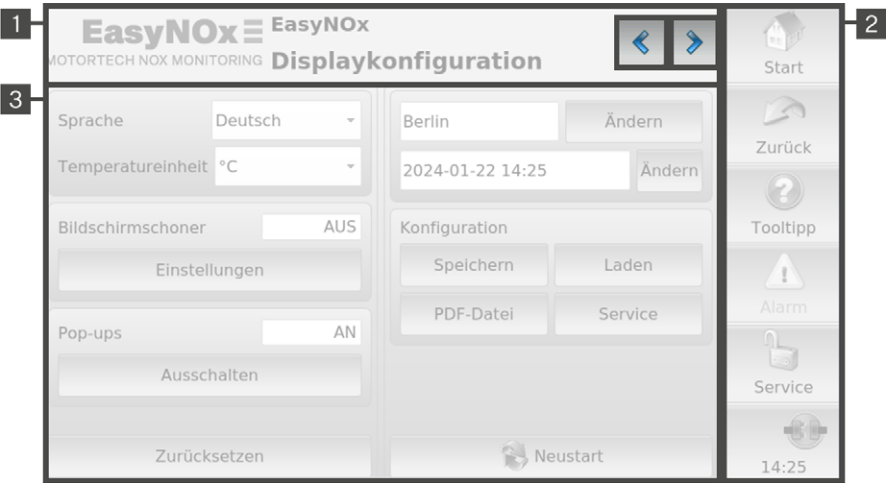 1
EasyNOx
MOTORTECH NOX MONITORING
EasyNOx
Displaykonfiguration
2
Start
Zurück
Tooltipp
Alarm
Service
14:25
3
Sprache Deutsch
Temperatureinheit °C
Bildschirmschoner AUS
Einstellungen
Pop-ups AN
Ausschalten
Zurücksetzen
Berlin Ändern
2024-01-22 14:25 Ändern
Konfiguration
Speichern Laden
PDF-Datei Service
Neustart